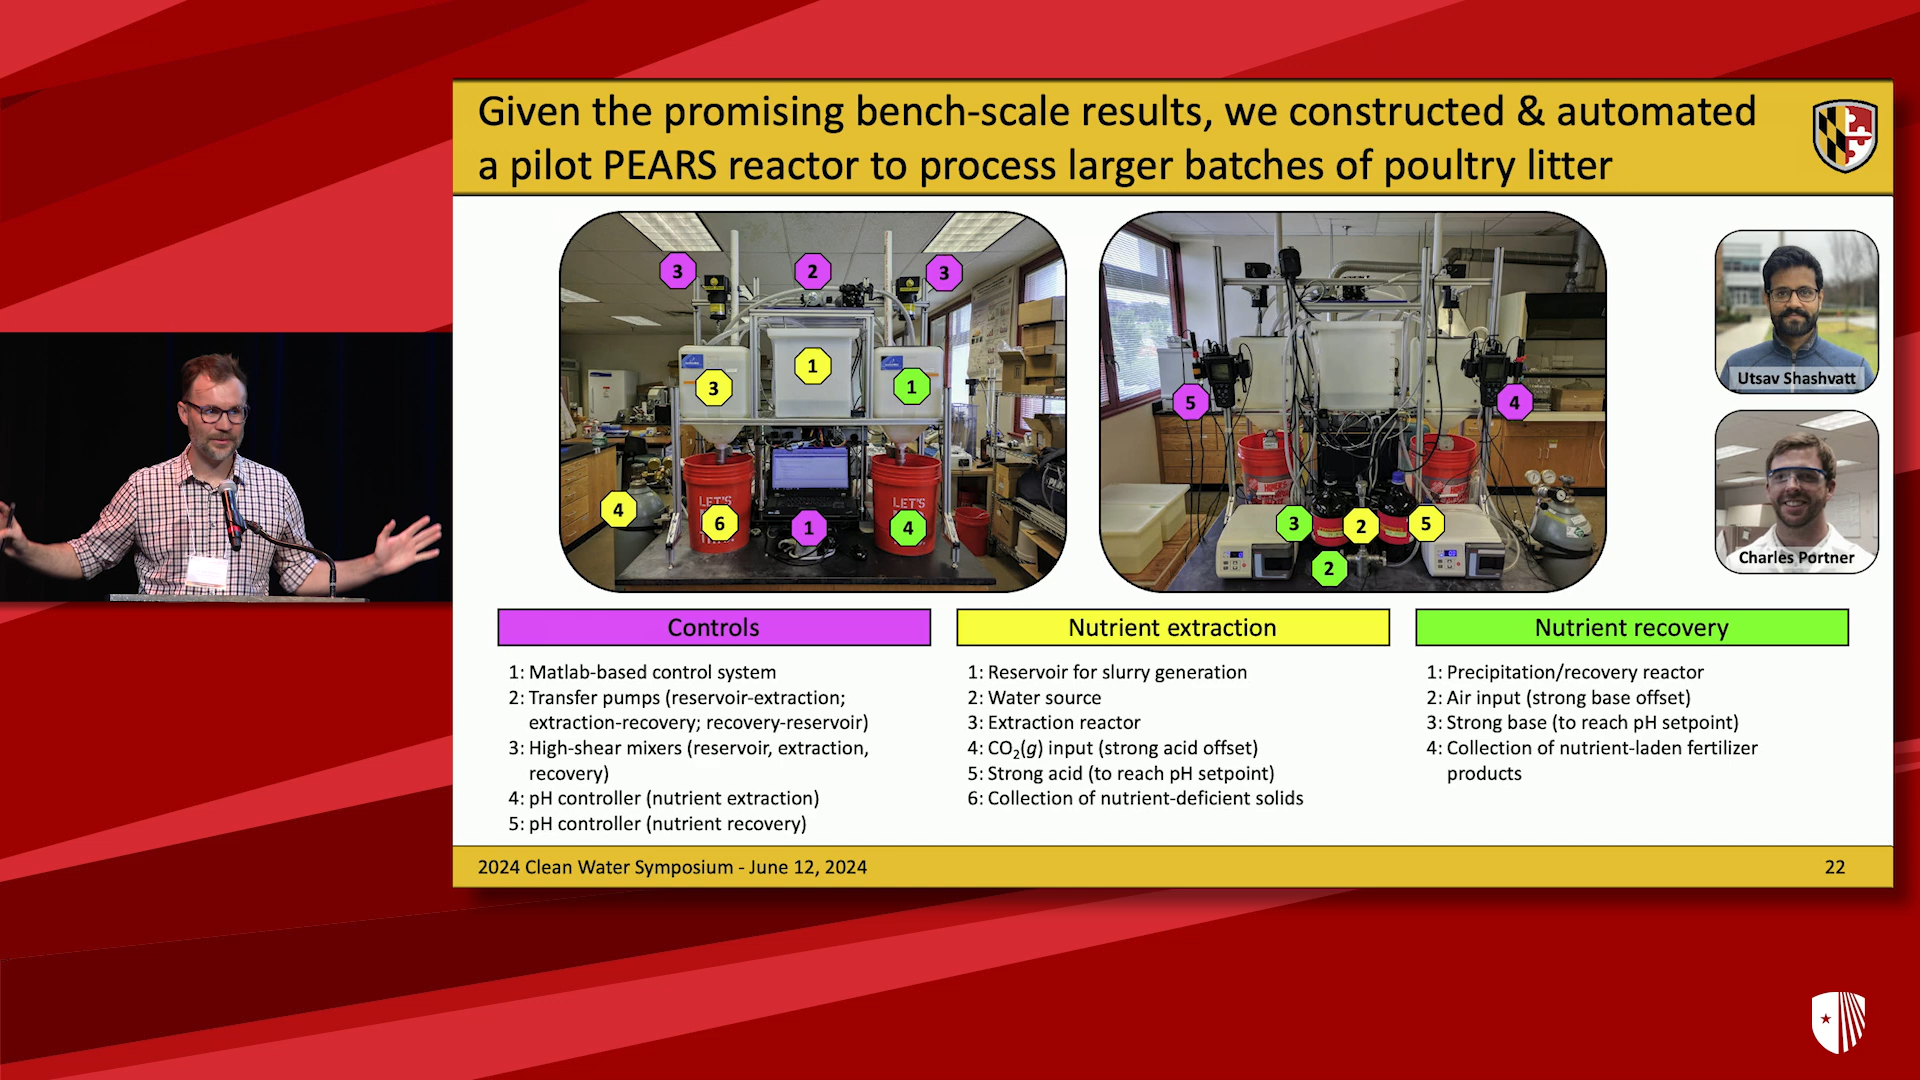 Given the promising bench-scale results, we constructed & automated
a pilot PEARS reactor to process larger batches of poultry litter
3
2
3
3
1
1
4
6
1
4
LET'S
LET'S
5
4
3
2
5
2
Utsav Shashvatt
Charles Portner
Controls
1: Matlab-based control system
2: Transfer pumps (reservoir-extraction;
extraction-recovery; recovery-reservoir)
3: High-shear mixers (reservoir, extraction,
recovery)
4: pH controller (nutrient extraction)
5: pH controller (nutrient recovery)
Nutrient extraction
1: Reservoir for slurry generation
2: Water source
3: Extraction reactor
4: CO₂(g) input (strong acid offset)
5: Strong acid (to reach pH setpoint)
6: Collection of nutrient-deficient solids
Nutrient recovery
1: Precipitation/recovery reactor
2: Air input (strong base offset)
3: Strong base (to reach pH setpoint)
4: Collection of nutrient-laden fertilizer
products
2024 Clean Water Symposium - June 12, 2024
22